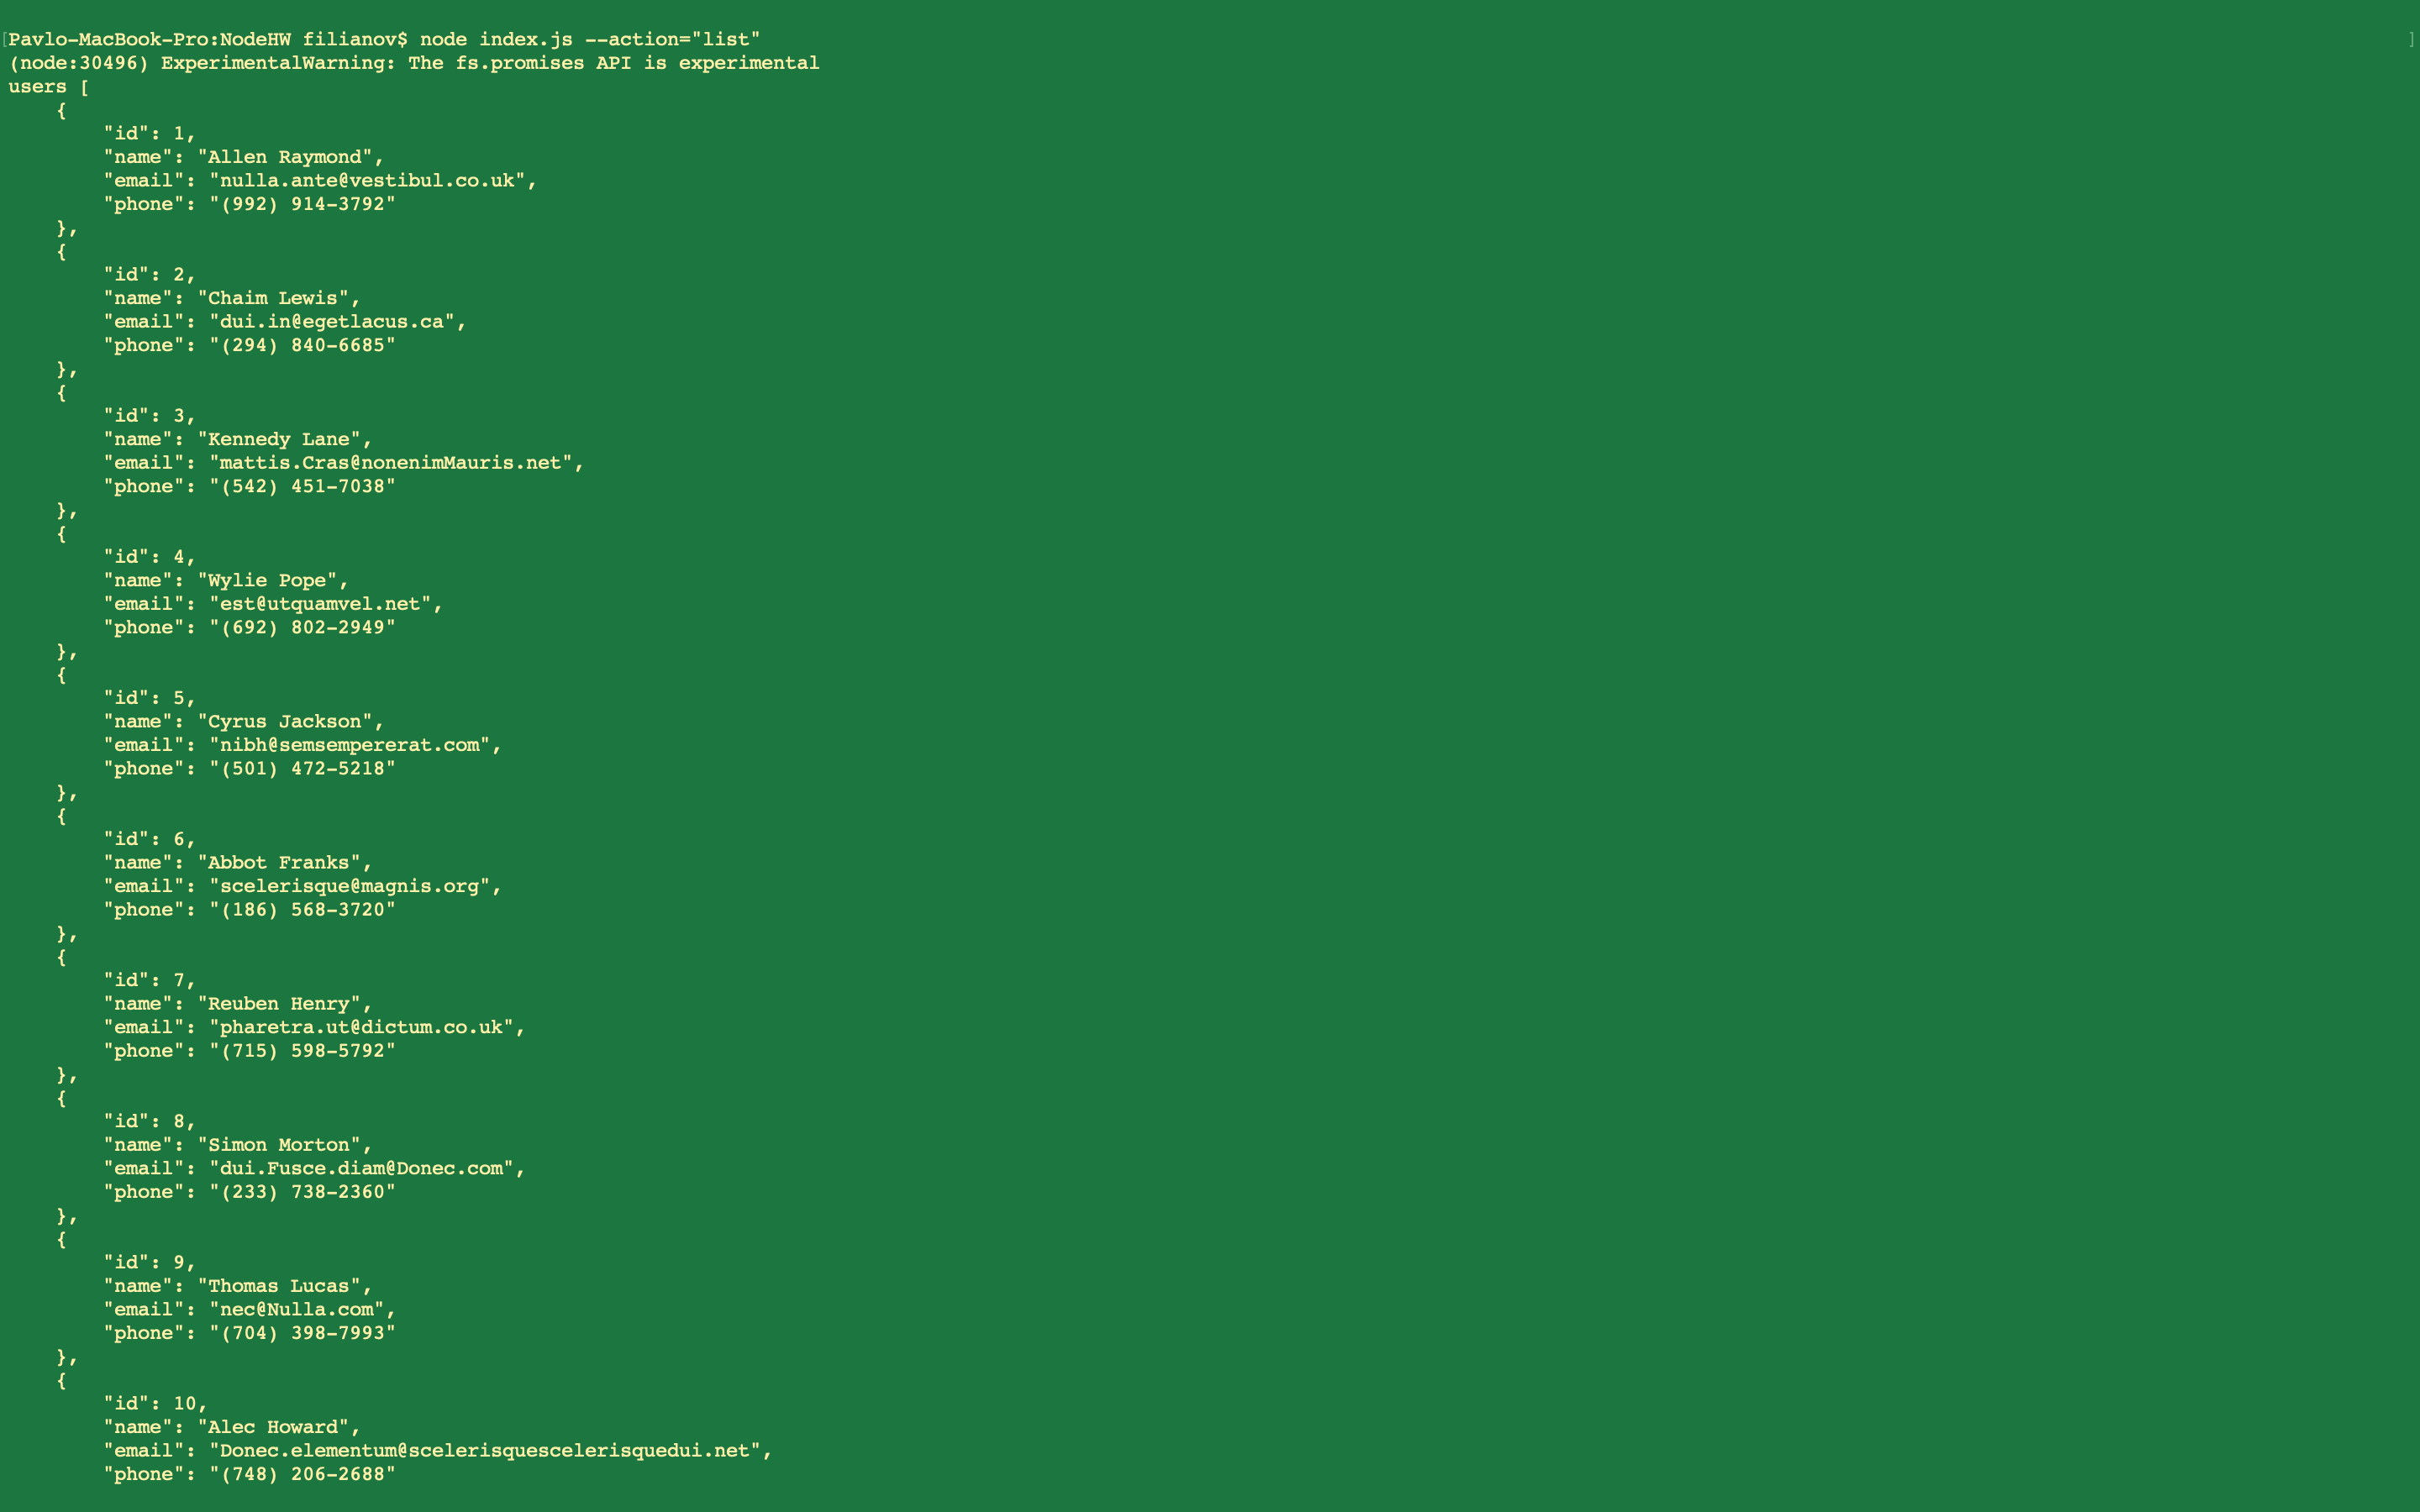 [Pavlo-MacBook-Pro:NodeHW filianov$ node index.js --action="list" ]
(node:30496) ExperimentalWarning: The fs.promises API is experimental
users [
    {
        "id": 1,
        "name": "Allen Raymond",
        "email": "nulla.ante@vestibul.co.uk",
        "phone": "(992) 914-3792"
    },
    {
        "id": 2,
        "name": "Chaim Lewis",
        "email": "dui.in@egetlacus.ca",
        "phone": "(294) 840-6685"
    },
    {
        "id": 3,
        "name": "Kennedy Lane",
        "email": "mattis.Cras@nonenimMauris.net",
        "phone": "(542) 451-7038"
    },
    {
        "id": 4,
        "name": "Wylie Pope",
        "email": "est@utquamvel.net",
        "phone": "(692) 802-2949"
    },
    {
        "id": 5,
        "name": "Cyrus Jackson",
        "email": "nibh@semsempererat.com",
        "phone": "(501) 472-5218"
    },
    {
        "id": 6,
        "name": "Abbot Franks",
        "email": "scelerisque@magnis.org",
        "phone": "(186) 568-3720"
    },
    {
        "id": 7,
        "name": "Reuben Henry",
        "email": "pharetra.ut@dictum.co.uk",
        "phone": "(715) 598-5792"
    },
    {
        "id": 8,
        "name": "Simon Morton",
        "email": "dui.Fusce.diam@Donec.com",
        "phone": "(233) 738-2360"
    },
    {
        "id": 9,
        "name": "Thomas Lucas",
        "email": "nec@Nulla.com",
        "phone": "(704) 398-7993"
    },
    {
        "id": 10,
        "name": "Alec Howard",
        "email": "Donec.elementum@scelerisquescelerisquedui.net",
        "phone": "(748) 206-2688"